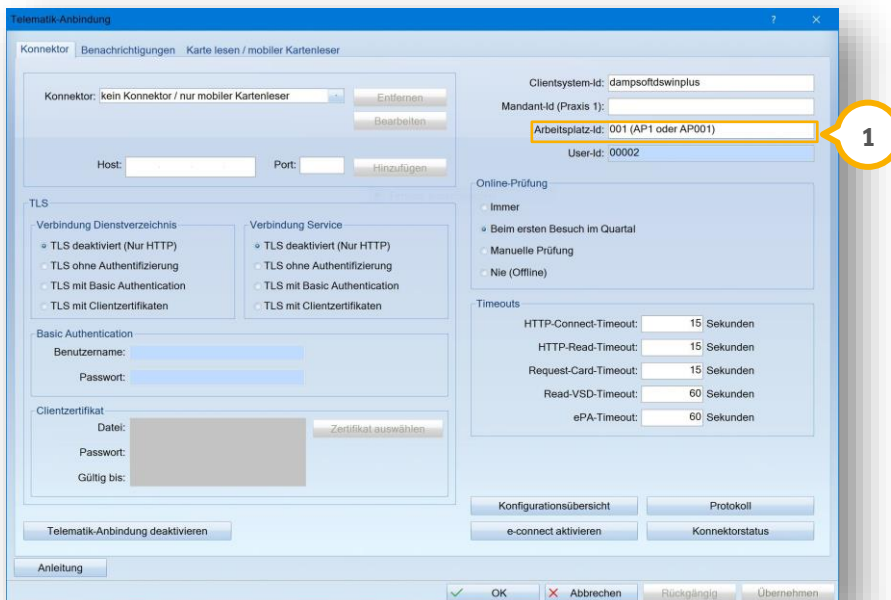 Telematik-Anbindung
Konnektor Benachrichtigungen Karte lesen / mobiler Kartenleser
Konnektor: kein Konnektor / nur mobiler Kartenleser
Entfernen
Bearbeiten
Host: Port: Hinzufügen
Clientsystem-Id: dampsoftdswinplus
Mandant-Id (Praxis 1):
Arbeitsplatz-Id: 001 (AP1 oder AP001)
1
User-Id: 00002
TLS
Verbindung Dienstverzeichnis
TLS deaktiviert (Nur HTTP)
TLS ohne Authentifizierung
TLS mit Basic Authentication
TLS mit Clientzertifikaten
Verbindung Service
TLS deaktiviert (Nur HTTP)
TLS ohne Authentifizierung
TLS mit Basic Authentication
TLS mit Clientzertifikaten
Online-Prüfung
Immer
Beim ersten Besuch im Quartal
Manuelle Prüfung
Nie (Offline)
Basic Authentication
Benutzername:
Passwort:
Timeouts
HTTP-Connect-Timeout: 15 Sekunden
HTTP-Read-Timeout: 15 Sekunden
Request-Card-Timeout: 15 Sekunden
Read-VSD-Timeout: 60 Sekunden
ePA-Timeout: 60 Sekunden
Clientzertifikat
Datei: Zertifikat auswählen
Passwort:
Gültig bis:
Konfigurationsübersicht Protokoll
Telematik-Anbindung deaktivieren e-connect aktivieren Konnektorstatus
Anleitung
OK Abbrechen Rückgängig Übernehmen